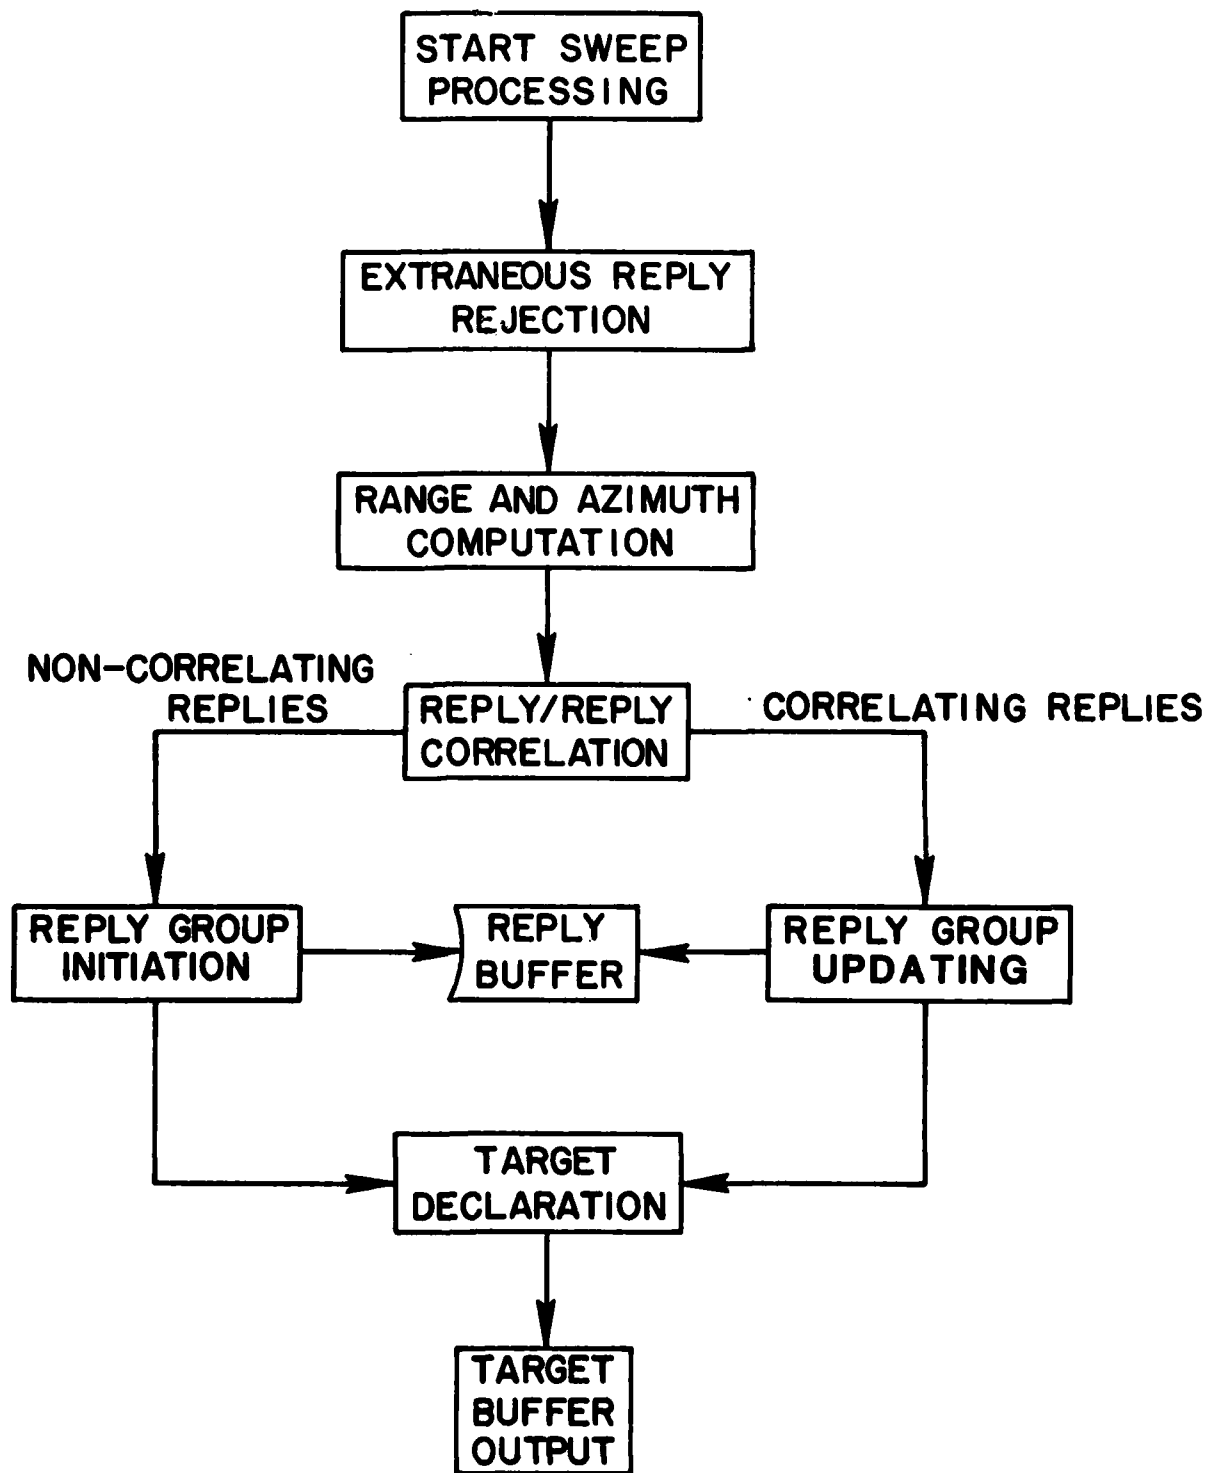 START SWEEP
PROCESSING
EXTRANEOUS REPLY
REJECTION
RANGE AND AZIMUTH
COMPUTATION
NON-CORRELATING
REPLIES
REPLY/REPLY
CORRELATION
CORRELATING REPLIES
REPLY GROUP
INITIATION
REPLY
BUFFER
REPLY GROUP
UPDATING
TARGET
DECLARATION
TARGET
BUFFER
OUTPUT